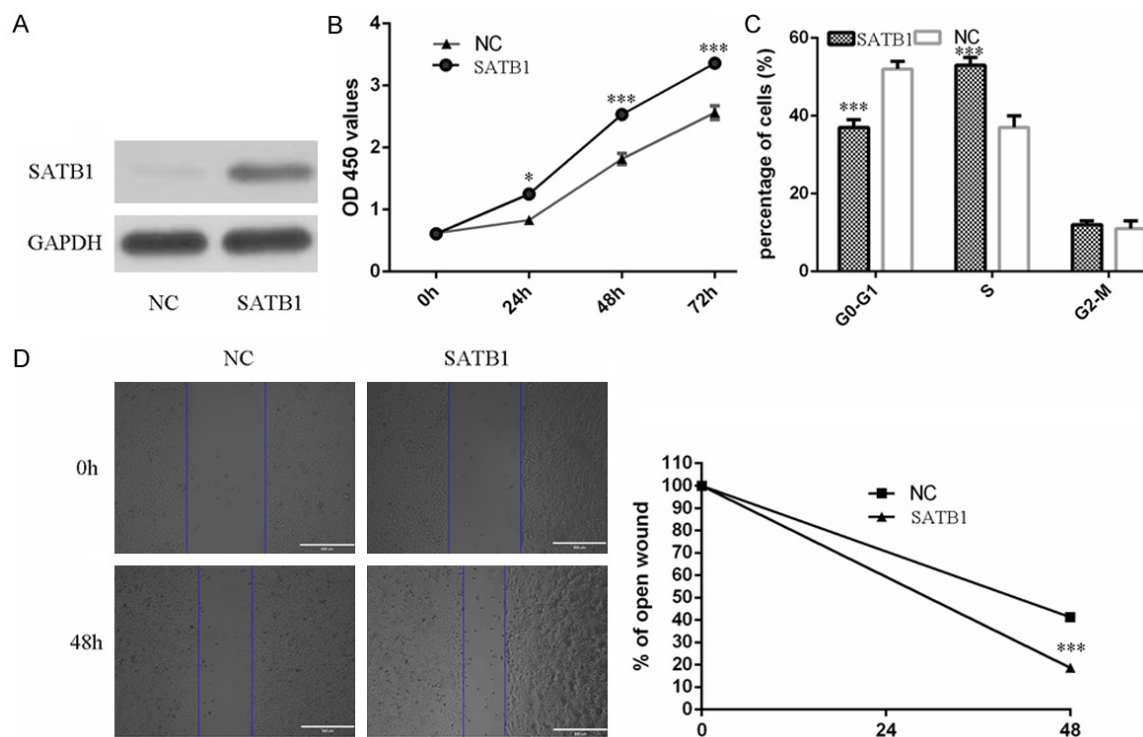 A
SATB1
GAPDH
NC SATB1
B
OD 450 values
4
3
2
1
0
NC
SATB1
*
***
***
0h 24h 48h 72h
C
percentage of cells (%)
60
40
20
0
SATB1 NC
***
***
G0-G1 S G2-M
D
NC SATB1
0h
48h
% of open wound
110
100
90
80
70
60
50
40
30
20
10
0
NC
SATB1
***
0 24 48